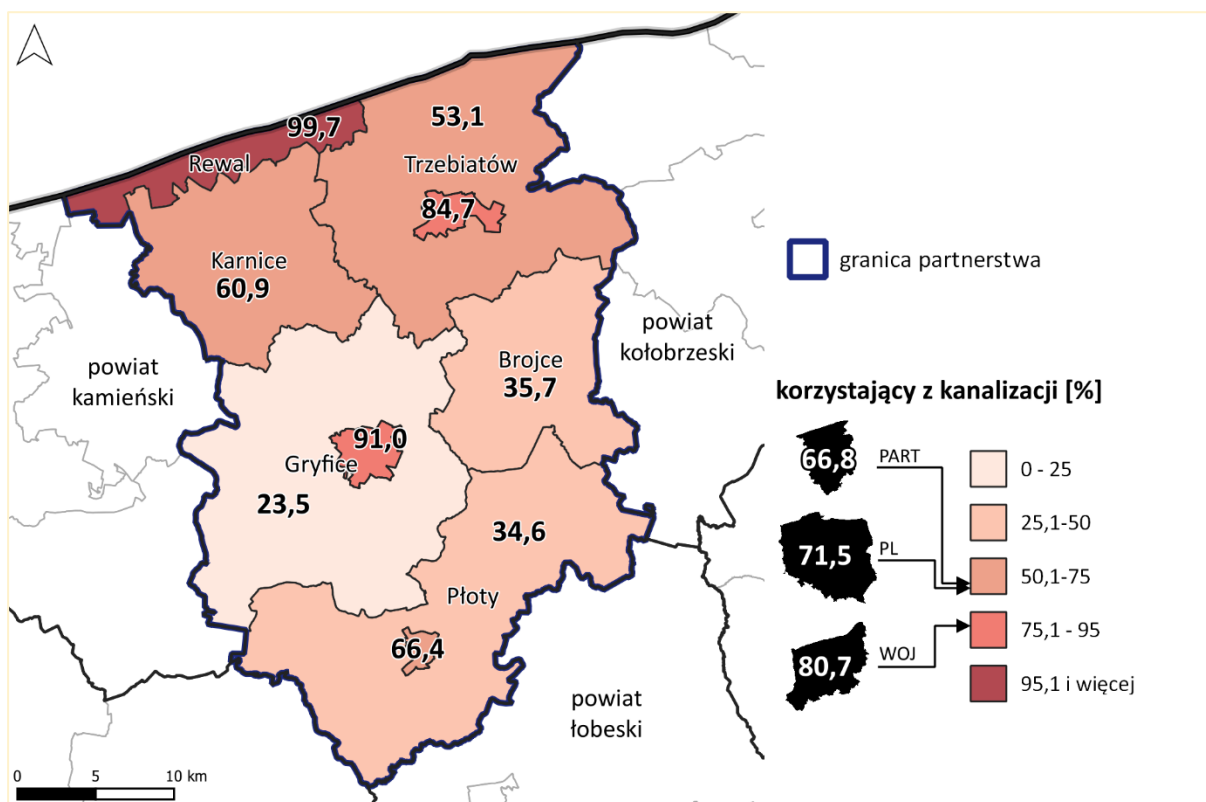 99,7
Rewal
53,1
Trzebiatów
84,7
Karnice
60,9
granica partnerstwa
powiat
kołobrzeski
powiat
kamieński
Brojce
35,7
korzystający z kanalizacji [%]
91,0
Gryfice
23,5
34,6
Płoty
66,4
powiat
łobeski
66,8
PART
71,5
PL
80,7
WOJ
0 - 25
25,1-50
50,1-75
75,1 - 95
95,1 i więcej
0 5 10 km